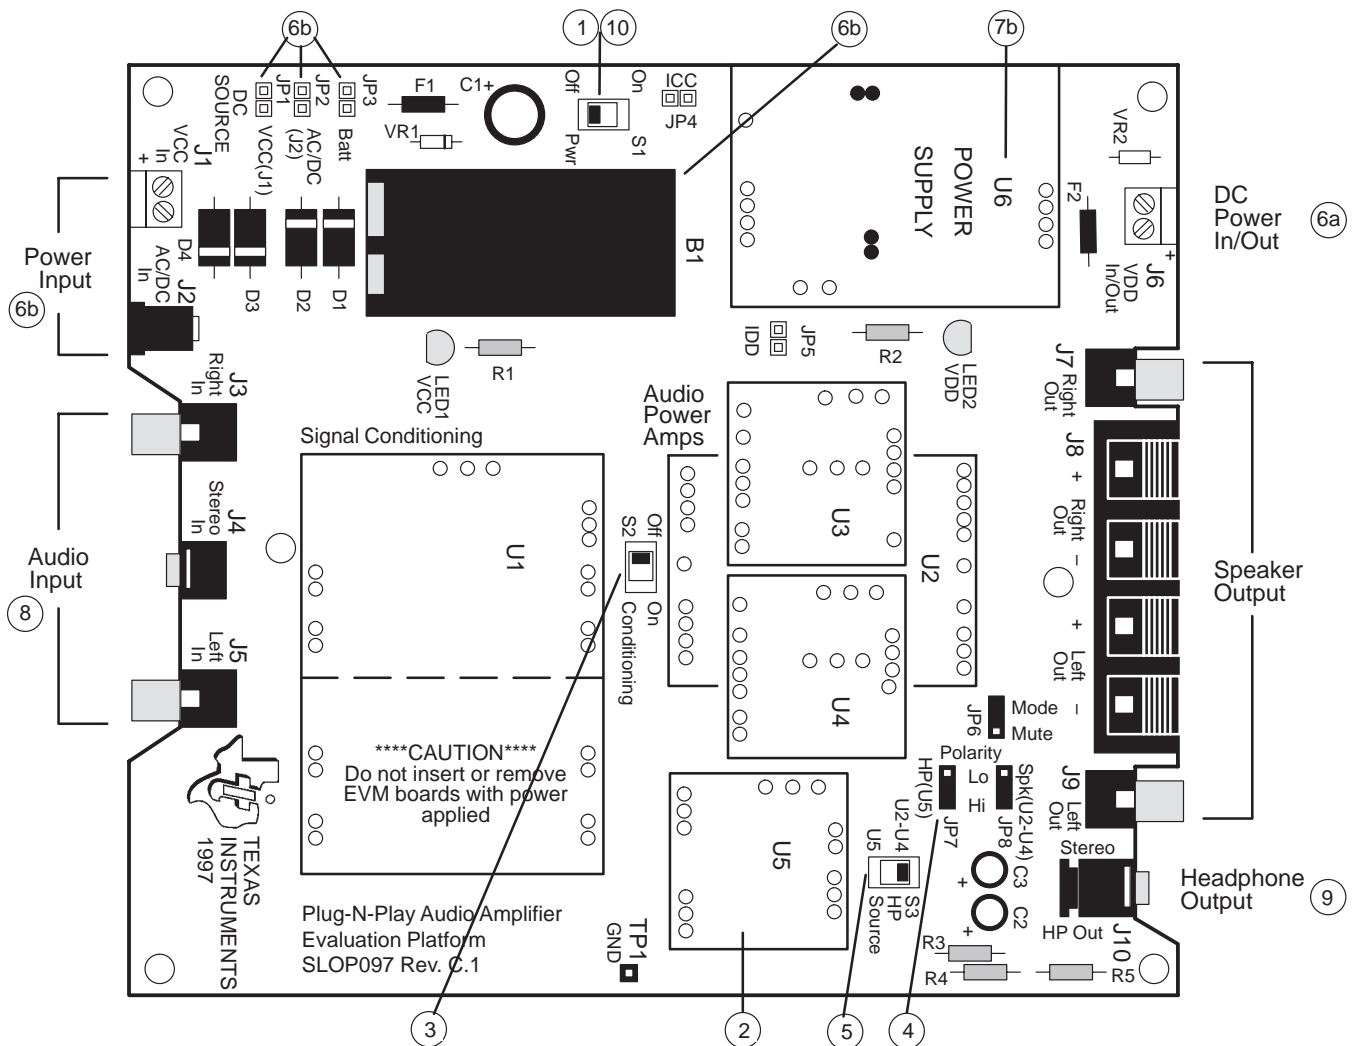 6b
1
10
6b
7b
DC
SOURCE
JP1
VCC(J1)
JP2
AC/DC
(J2)
JP3
Batt
F1
VR1
C1+
Off
On
Pwr
S1
ICC
JP4
U6
POWER
SUPPLY
VR2
F2
DC
Power
In/Out
6a
J6
VDD
In/Out
+
J1
VCC
In
+
Power
Input
6b
D4
D3
D2
D1
B1
J2
AC/DC
In
LED1
VCC
R1
IDD
JP5
R2
LED2
VDD
J3
Right
In
J7
Right
Out
Audio
Power
Amps
Signal Conditioning
J8
+
Right
Out
–
+
Left
Out
–
Speaker
Output
J4
Stereo
In
Audio
Input
8
U1
Off
S2
On
Conditioning
U3
U2
U4
J5
Left
In
JP6
Mode
Mute
Polarity
HP(U5)
Lo
Hi
JP7
Spk(U2-U4)
JP8
J9
Left
Out
****CAUTION****
Do not insert or remove
EVM boards with power
applied
TEXAS
INSTRUMENTS
1997
U5
U2-U4
U5
S3
HP
Source
C3
+
C2
+
Stereo
HP Out
J10
Headphone
Output
9
Plug-N-Play Audio Amplifier
Evaluation Platform
SLOP097 Rev. C.1
TP1
GND
R3
R4
R5
3
2
5
4